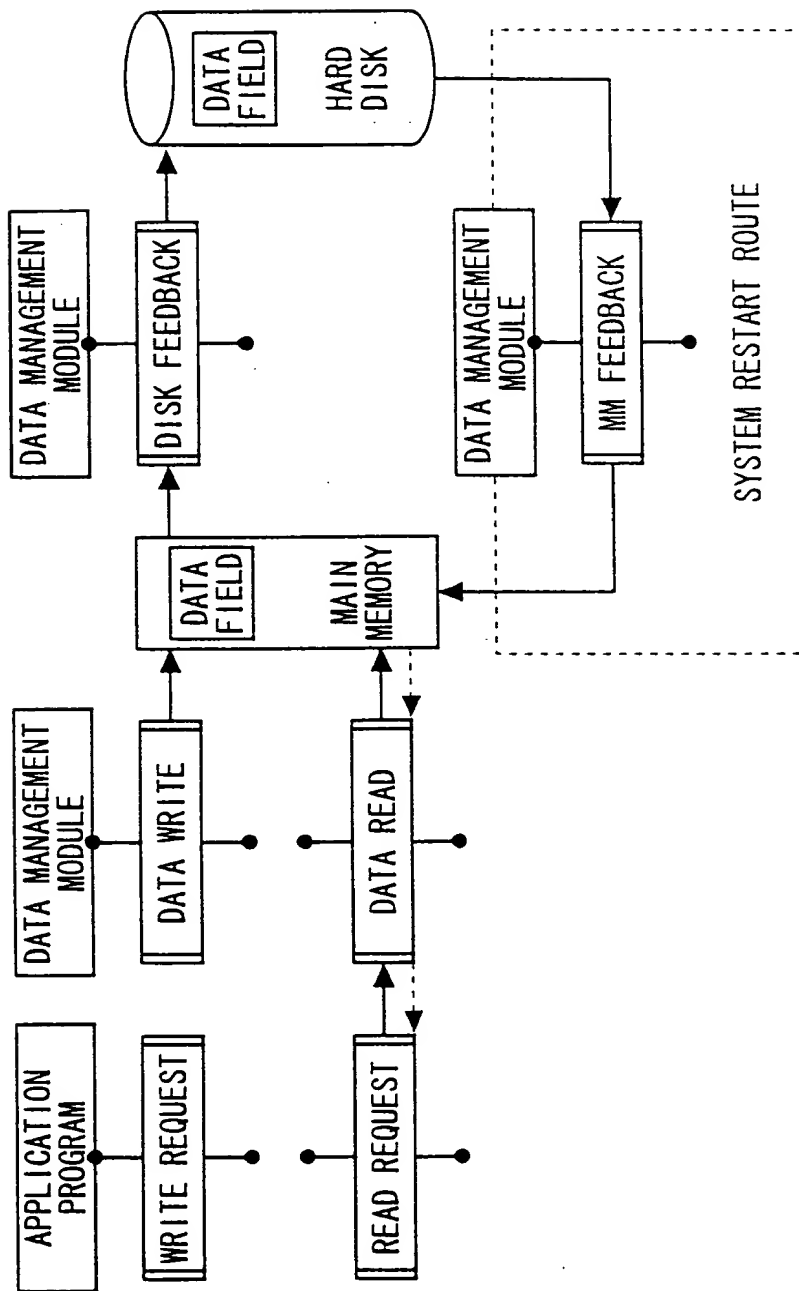 APPLICATION
PROGRAM
WRITE REQUEST
READ REQUEST
DATA MANAGEMENT
MODULE
DATA WRITE
DATA READ
DATA
FIELD
MAIN
MEMORY
DATA MANAGEMENT
MODULE
DISK FEEDBACK
DATA
FIELD
HARD
DISK
DATA MANAGEMENT
MODULE
MM FEEDBACK
SYSTEM RESTART ROUTE